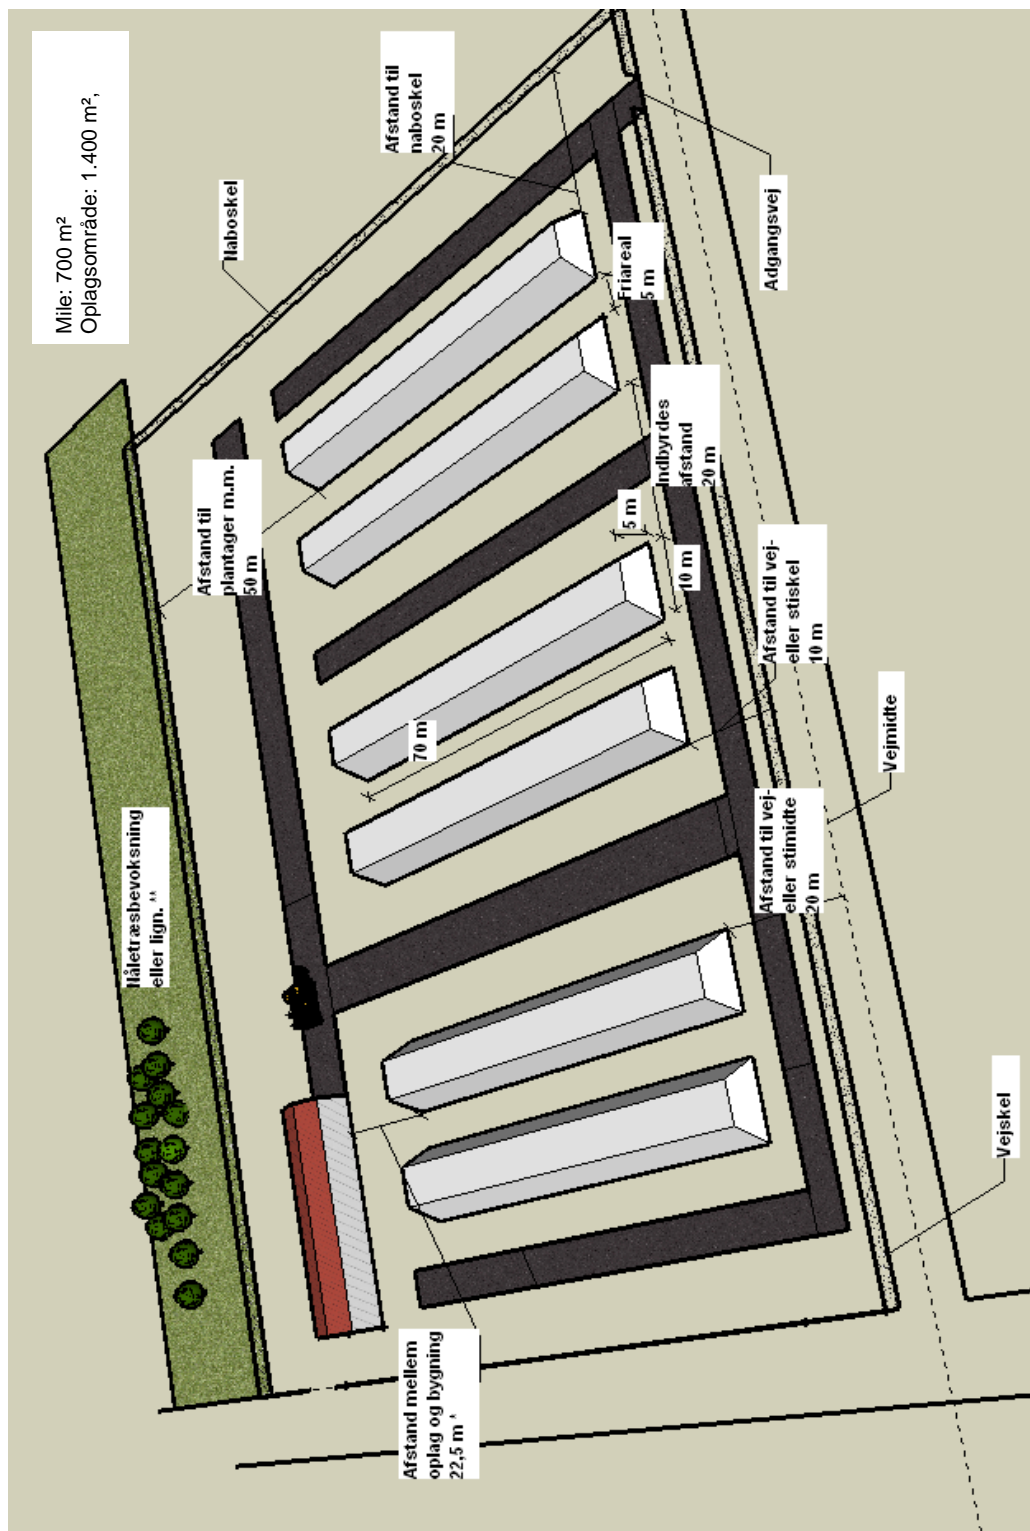 Mile: 700 m²
Oplagsområde: 1.400 m²,
Naboskel
Afstand til
naboskel
20 m
Adgangsvej
Friareal
5 m
Indbyrdes
afstand
20 m
5 m
10 m
Afstand til
plantager m.m.
50 m
70 m
Afstand til vej-
eller stiskel
10 m
Vejmidte
Afstand til vej-
eller stimidte
20 m
Nåletræsbevoksning
eller lign. **
Vejskel
Afstand mellem
oplag og bygning
22,5 m *